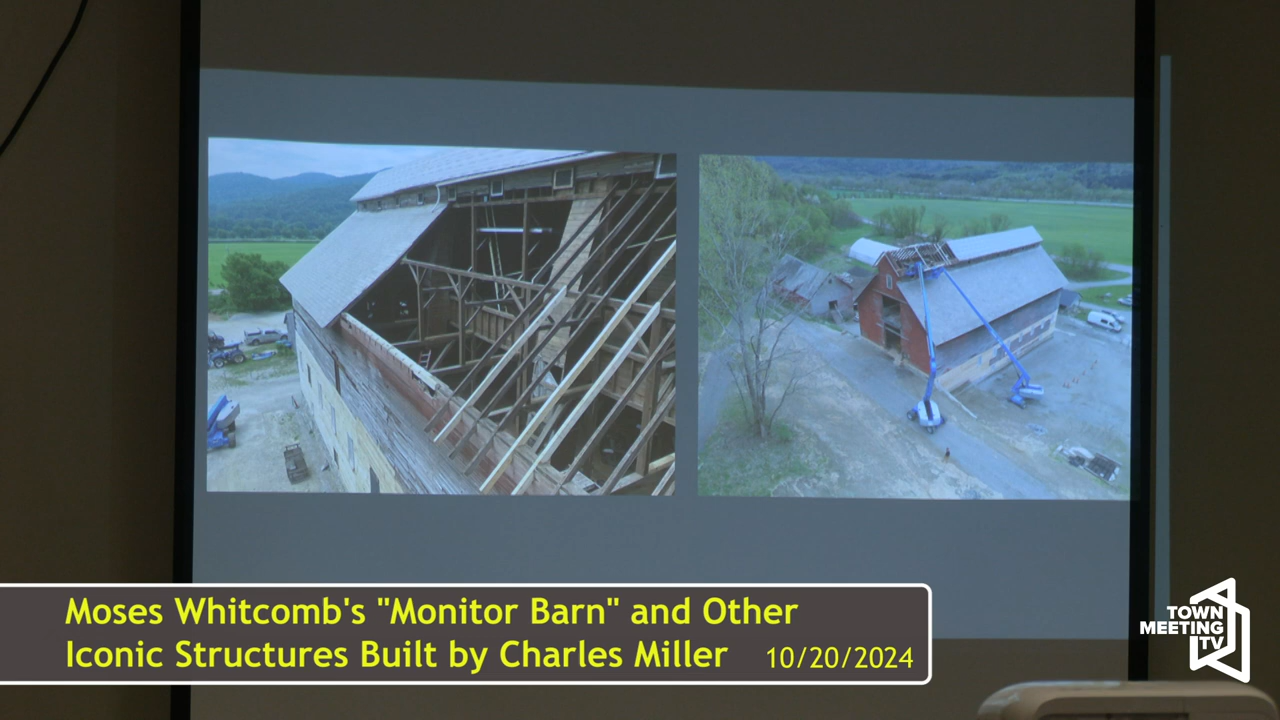 Moses Whitcomb's "Monitor Barn" and Other
Iconic Structures Built by Charles Miller 10/20/2024
TOWN
MEETING
TV